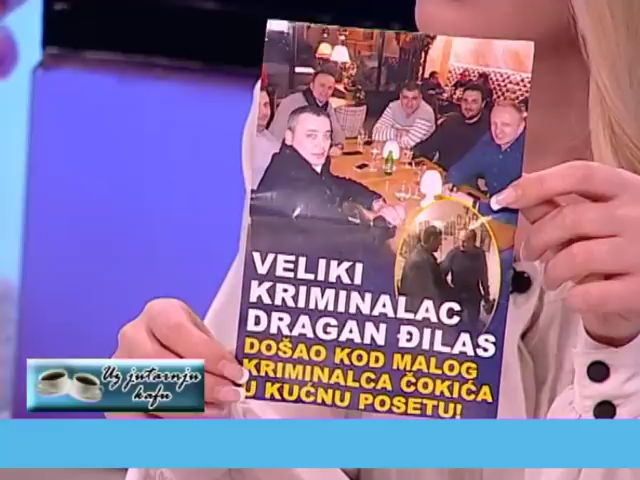 VELIKI
KRIMINALAC
DRAGAN ĐILAS
DOŠAO KOD MALOG
KRIMINALCA ČOKIĆA
U KUĆNU POSETU!
Uz jutarnju
kafu